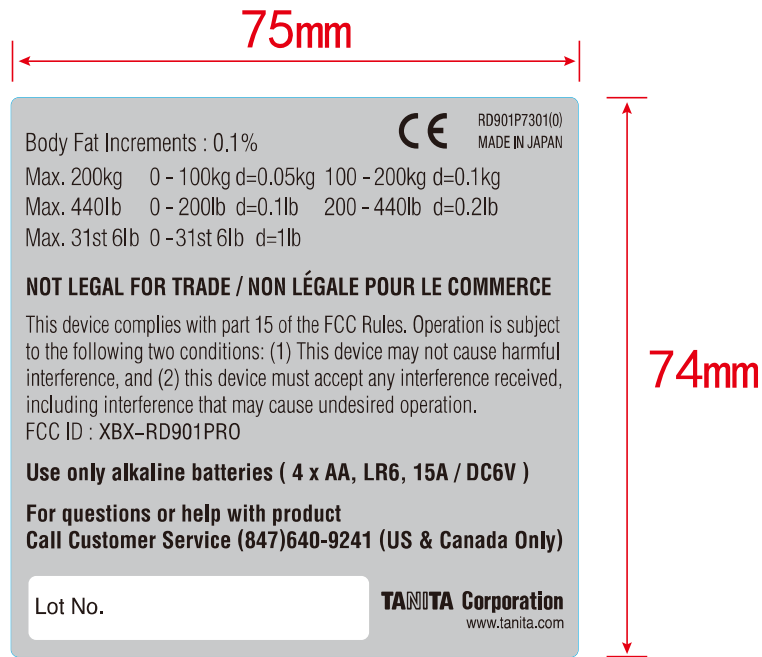 75mm
RD901P7301(0)
MADE IN JAPAN
Body Fat Increments : 0.1%
Max. 200kg 0 - 100kg d=0.05kg 100 - 200kg d=0.1kg
Max. 440lb 0 - 200lb d=0.1lb 200 - 440lb d=0.2lb
Max. 31st 6lb 0 - 31st 6lb d=1lb
NOT LEGAL FOR TRADE / NON LÉGALE POUR LE COMMERCE
This device complies with part 15 of the FCC Rules. Operation is subject
to the following two conditions: (1) This device may not cause harmful
interference, and (2) this device must accept any interference received,
including interference that may cause undesired operation.
FCC ID : XBX-RD901PRO
74mm
Use only alkaline batteries ( 4 x AA, LR6, 15A / DC6V )
For questions or help with product
Call Customer Service (847)640-9241 (US & Canada Only)
Lot No.
TANITA Corporation
www.tanita.com